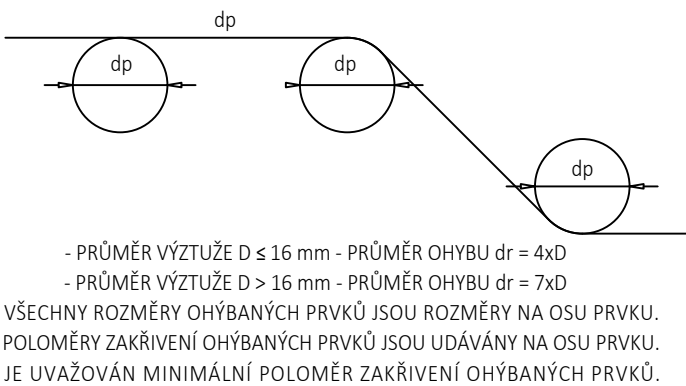 dp
dp
dp
dp
- PRŮMĚR VÝZTUŽE D ≤ 16 mm - PRŮMĚR OHYBU dr = 4xD
- PRŮMĚR VÝZTUŽE D > 16 mm - PRŮMĚR OHYBU dr = 7xD
VŠECHNY ROZMĚRY OHÝBANÝCH PRVKŮ JSOU ROZMĚRY NA OSU PRVKU.
POLOMĚRY ZAKŘIVENÍ OHÝBANÝCH PRVKŮ JSOU UDÁVÁNY NA OSU PRVKU.
JE UVAŽOVÁN MINIMÁLNÍ POLOMĚR ZAKŘIVENÍ OHÝBANÝCH PRVKŮ.